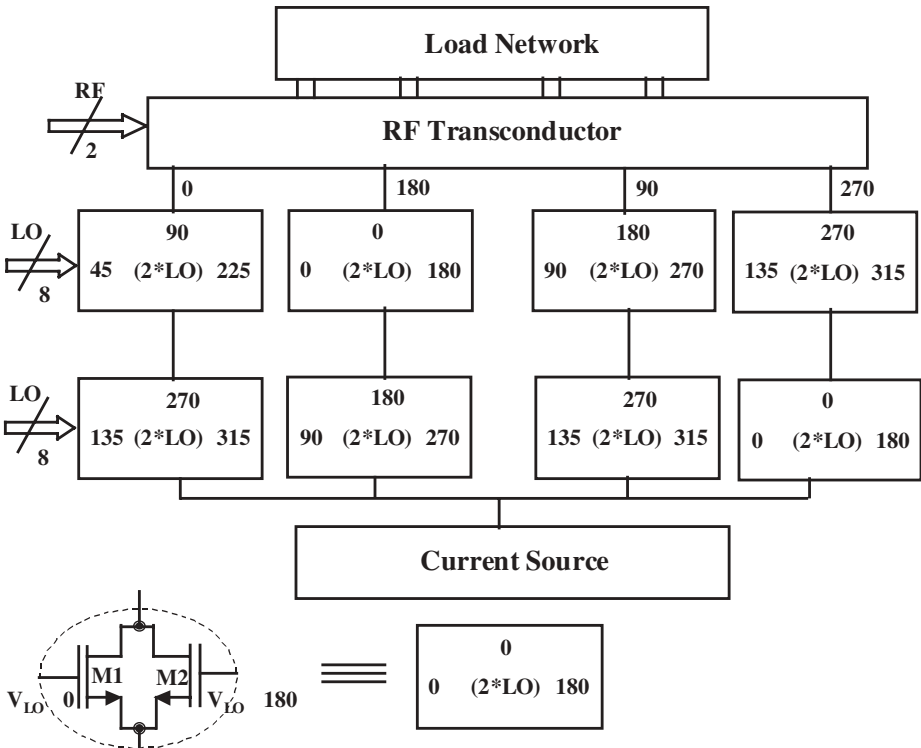 Load Network
RF
2
RF Transconductor
0 180 90 270
LO
8
90
45 (2*LO) 225
0
0 (2*LO) 180
180
90 (2*LO) 270
270
135 (2*LO) 315
LO
8
270
135 (2*LO) 315
180
90 (2*LO) 270
270
135 (2*LO) 315
0
0 (2*LO) 180
Current Source
M1 M2
VLO 0 VLO 180
0
0 (2*LO) 180